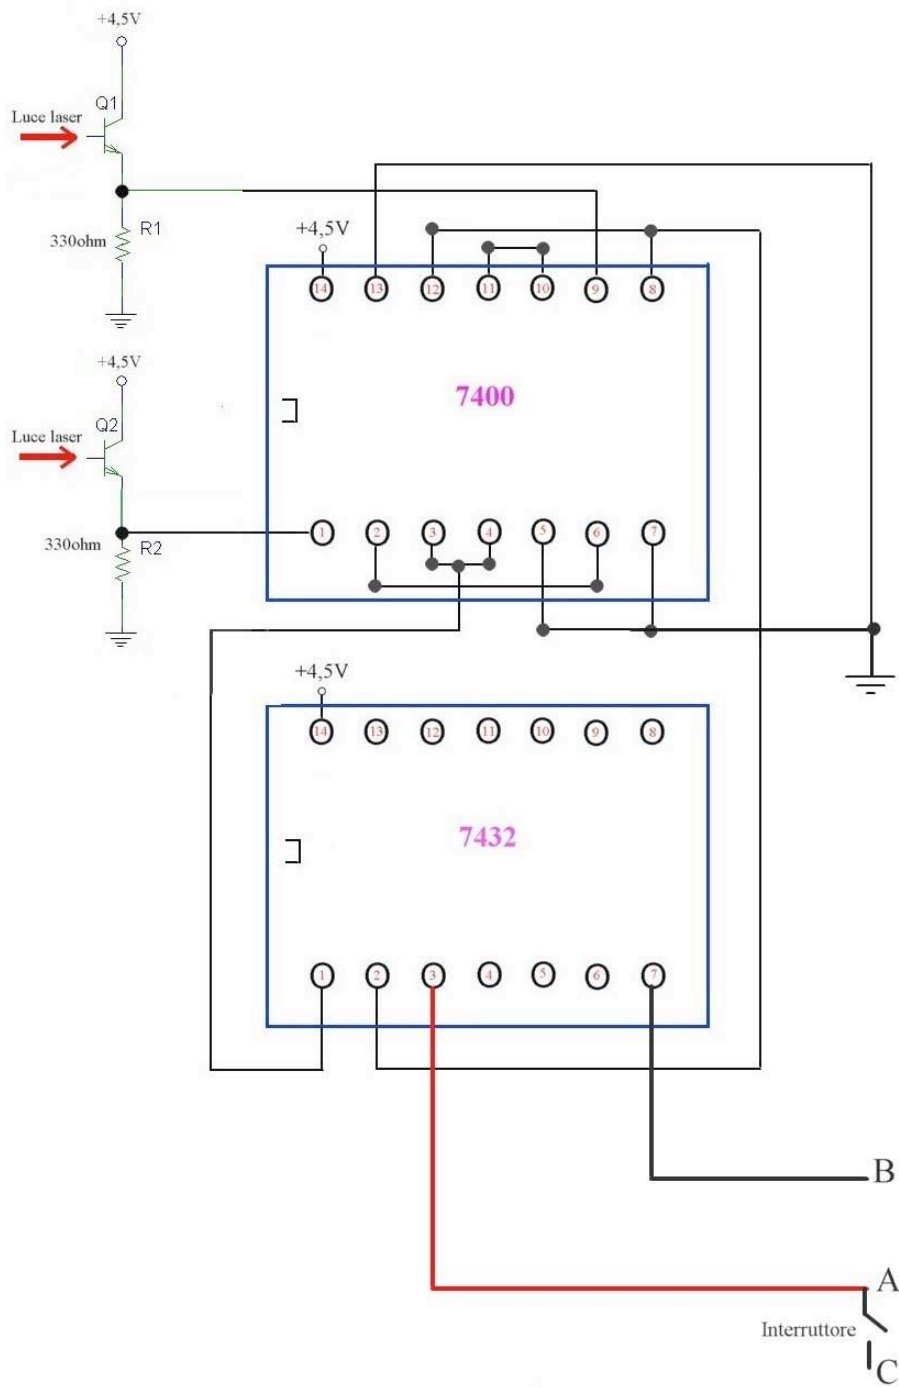 +4,5V
Q1
Luce laser
R1
330ohm
+4,5V
14 13 12 11 10 9 8
+4,5V
7400
Q2
Luce laser
1 2 3 4 5 6 7
330ohm
R2
+4,5V
14 13 12 11 10 9 8
7432
1 2 3 4 5 6 7
B
A
Interruttore
C